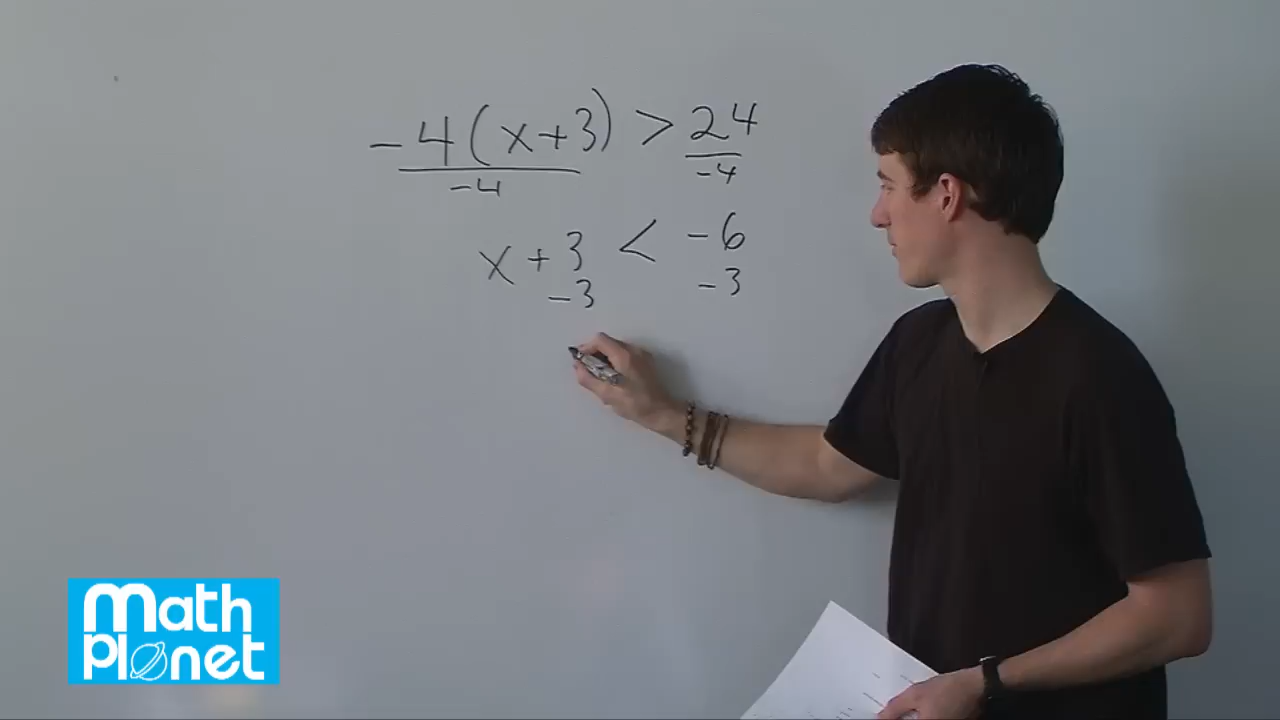 -4(x+3) > 24
-4 -4
x+3 < -6
-3 -3
Math
Planet